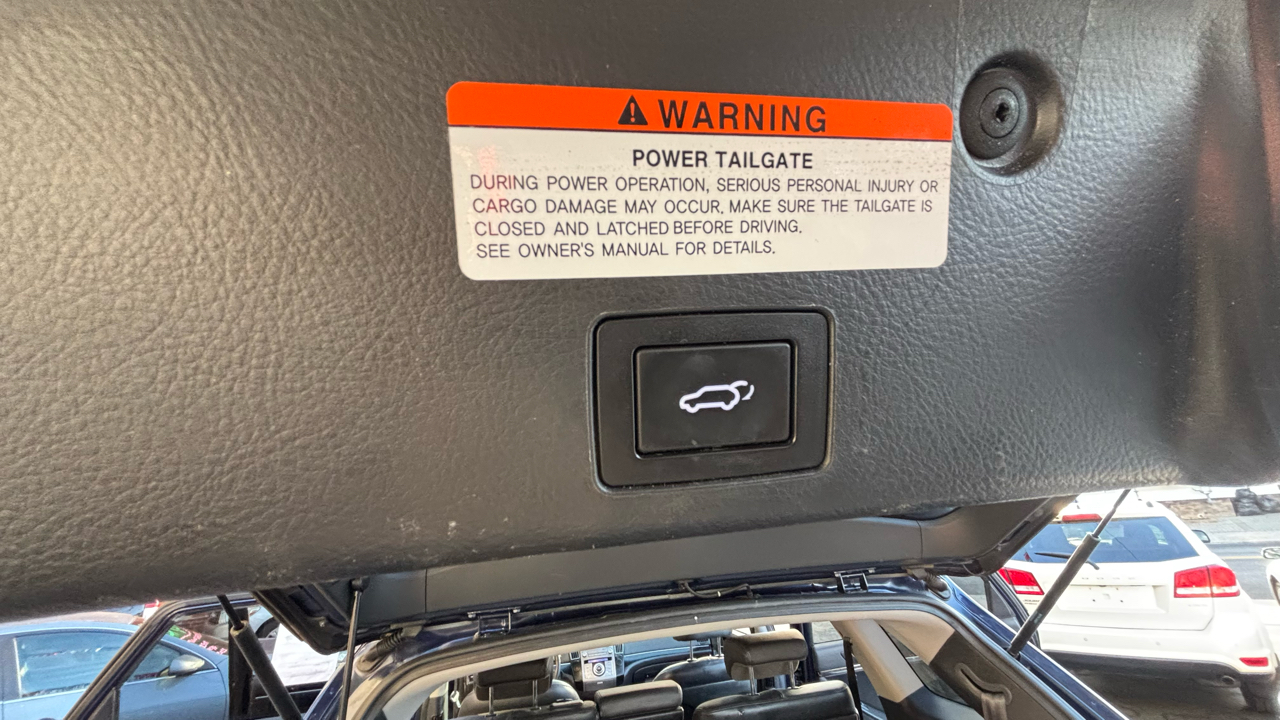 WARNING
POWER TAILGATE
DURING POWER OPERATION, SERIOUS PERSONAL INJURY OR
CARGO DAMAGE MAY OCCUR. MAKE SURE THE TAILGATE IS
CLOSED AND LATCHED BEFORE DRIVING.
SEE OWNER'S MANUAL FOR DETAILS.